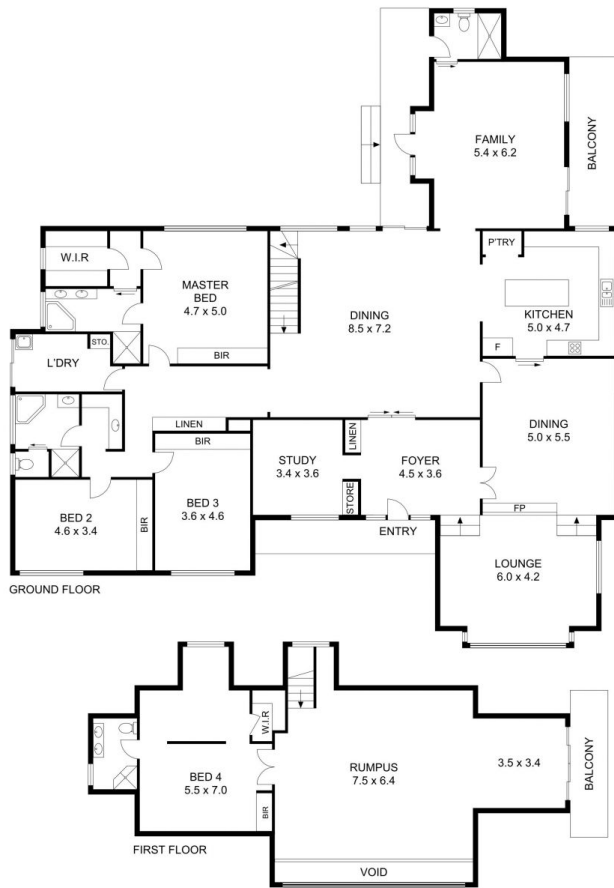 FAMILY
5.4 x 6.2
BALCONY
W.I.R
MASTER
BED
4.7 x 5.0
BIR
DINING
8.5 x 7.2
P'TRY
KITCHEN
5.0 x 4.7
F
STO.
L'DRY
LINEN
BIR
BED 3
3.6 x 4.6
BED 2
4.6 x 3.4
BIR
STUDY
3.4 x 3.6
LINEN
STORE
FOYER
4.5 x 3.6
ENTRY
DINING
5.0 x 5.5
FP
LOUNGE
6.0 x 4.2
GROUND FLOOR
W.I.R
BED 4
5.5 x 7.0
BIR
RUMPUS
7.5 x 6.4
3.5 x 3.4
BALCONY
VOID
FIRST FLOOR